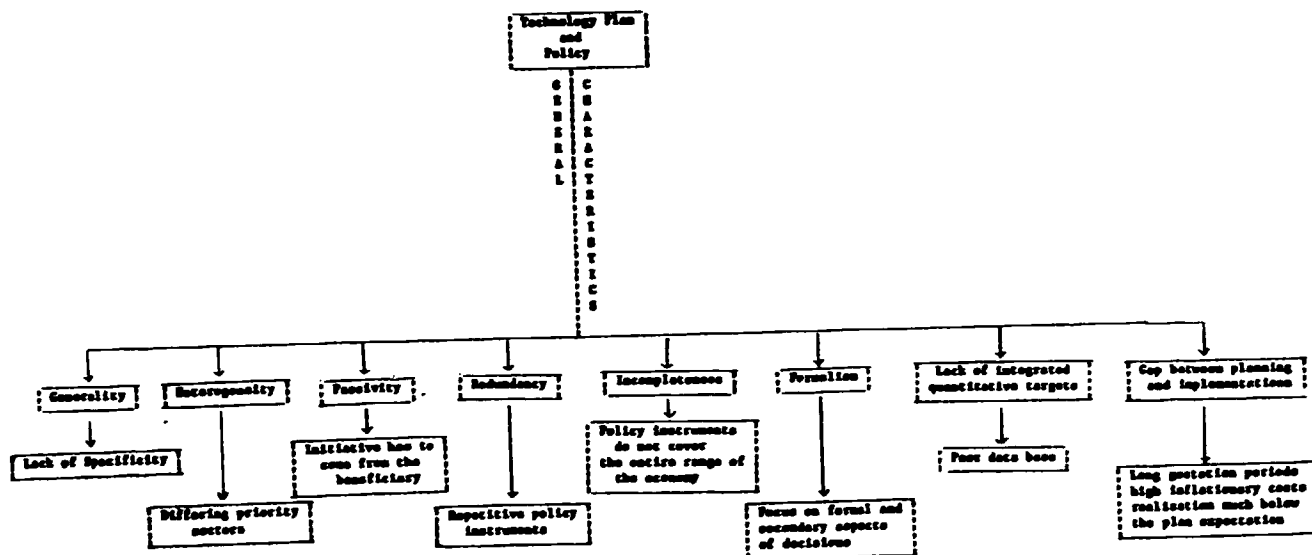 Technology Plan
and
Policy
GENERAL
CHARACTERISTICS
Generality
Heterogeneity
Passivity
Redundancy
Incompleteness
Formalism
Lack of integrated
quantitative targets
Gap between planning
and implementations
Lack of Specificity
Initiative has to
come from the
beneficiary
Policy instruments
do not cover
the entire range of
the economy
Poor data base
Long gestation periods
high inflationary costs
realization much below
the plan expectation
Differing priority
sectors
Repetitive policy
instruments
Focus on formal and
secondary aspects
of decisions